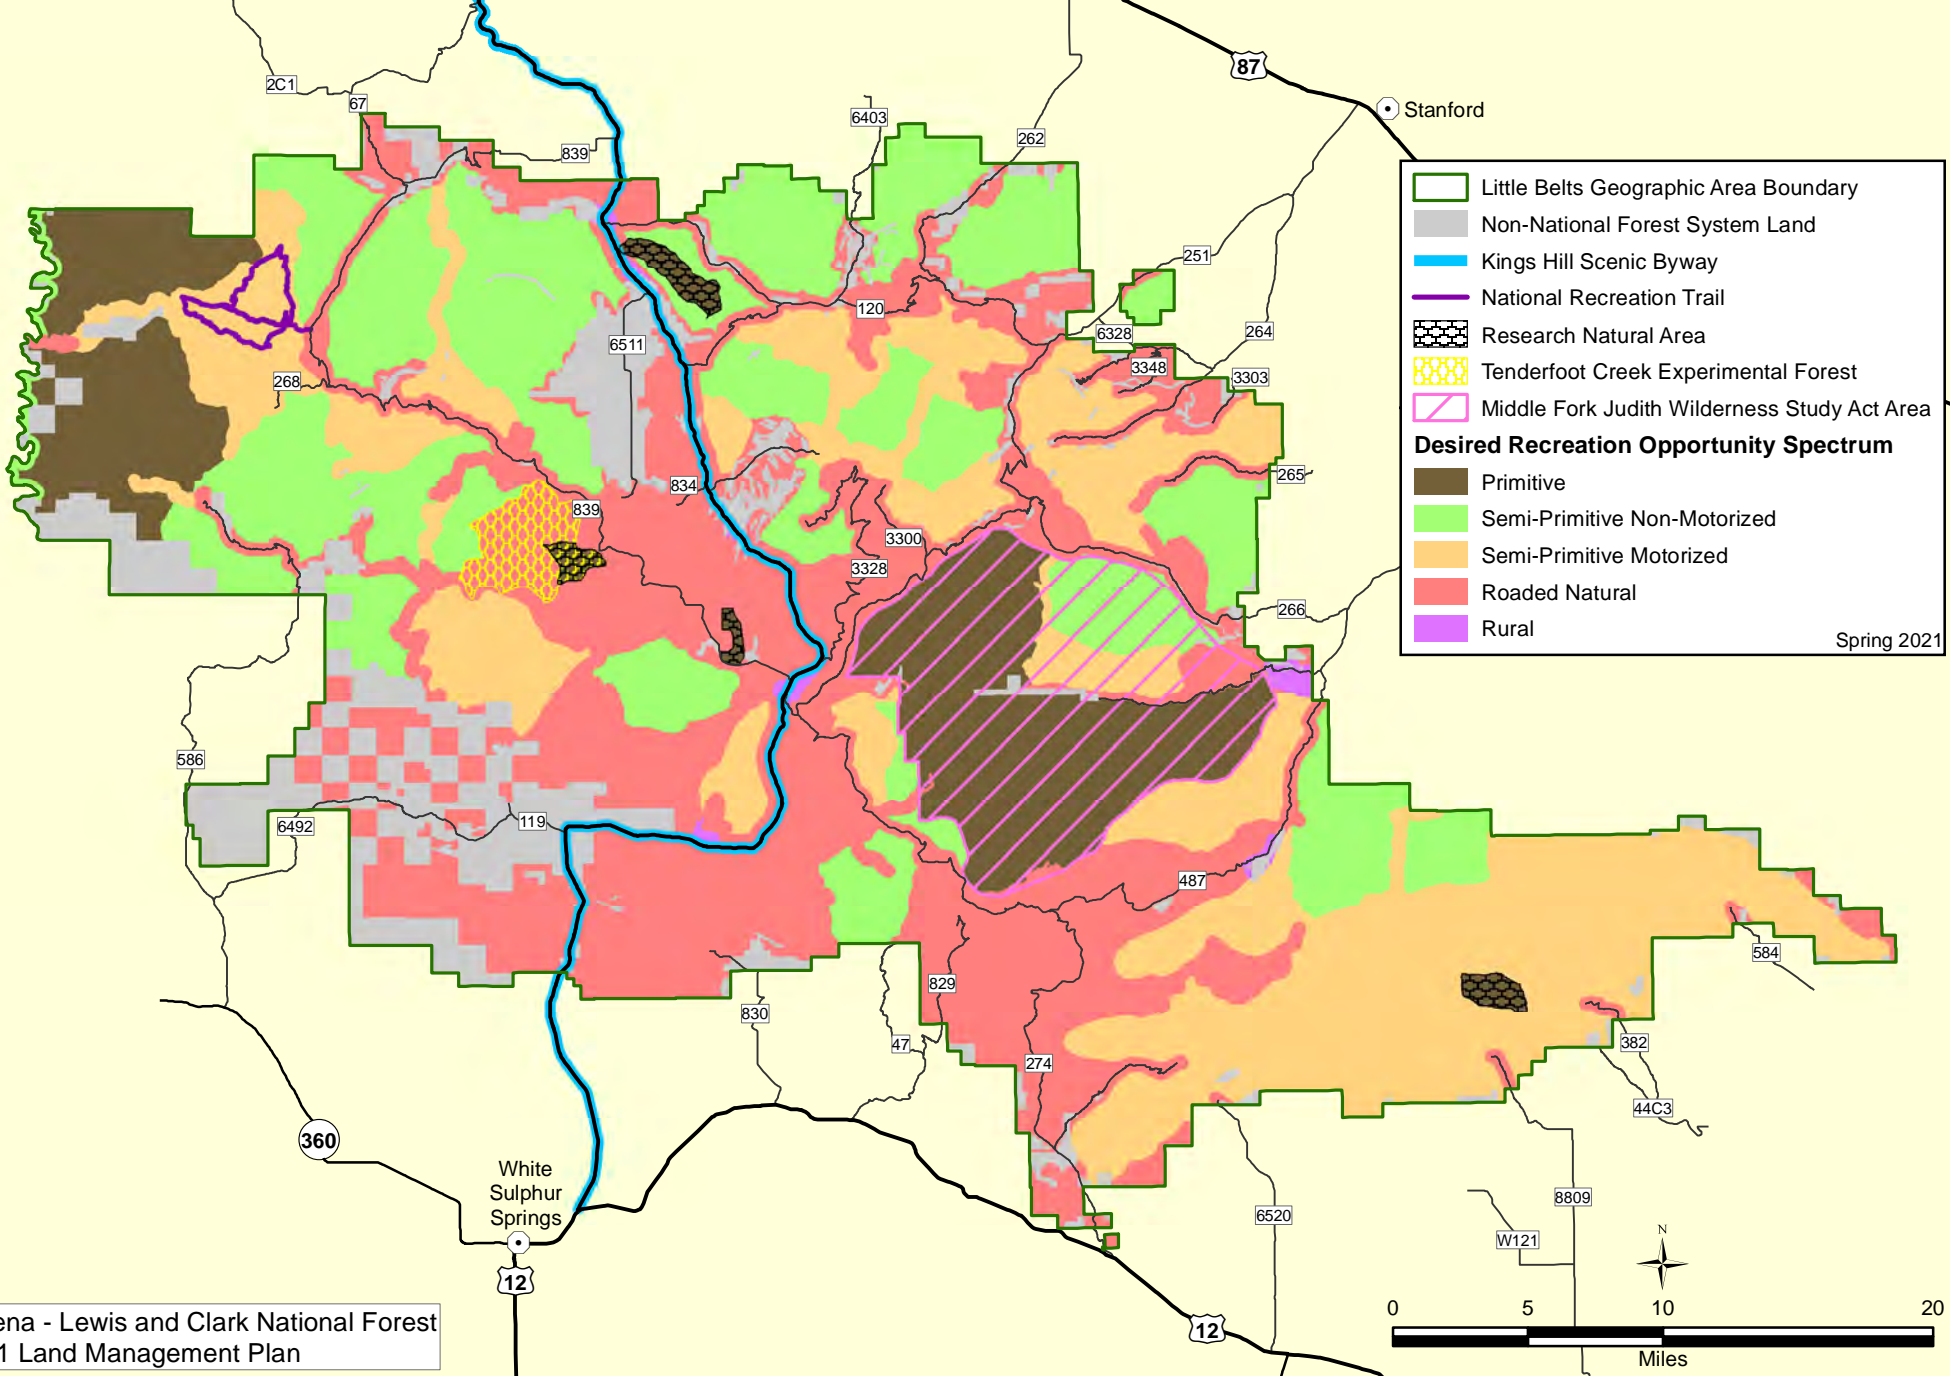 87
Stanford
2C1
67
6403
262
839
251
120
6328
264
6511
3348
3303
268
834
265
839
3300
3328
266
586
6492
119
487
584
829
830
47
274
382
44C3
360
White
Sulphur
Springs
12
6520
8809
W121
12
Little Belts Geographic Area Boundary
Non-National Forest System Land
Kings Hill Scenic Byway
National Recreation Trail
Research Natural Area
Tenderfoot Creek Experimental Forest
Middle Fork Judith Wilderness Study Act Area
Desired Recreation Opportunity Spectrum
Primitive
Semi-Primitive Non-Motorized
Semi-Primitive Motorized
Roaded Natural
Rural
Spring 2021
N
0 5 10 20
Miles
ena - Lewis and Clark National Forest
1 Land Management Plan